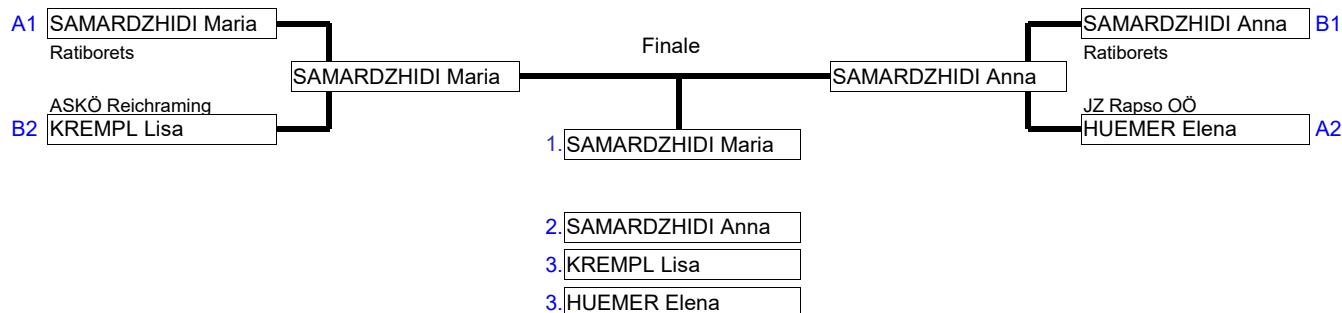 A1 SAMARDZHIDI Maria
Ratiborets
SAMARDZHIDI Maria
ASKÖ Reichraming
B2 KREMPL Lisa
Finale
SAMARDZHIDI Anna B1
Ratiborets
SAMARDZHIDI Anna
JZ Rapso OÖ
HUEMER Elena A2
1. SAMARDZHIDI Maria
2. SAMARDZHIDI Anna
3. KREMPL Lisa
3. HUEMER Elena